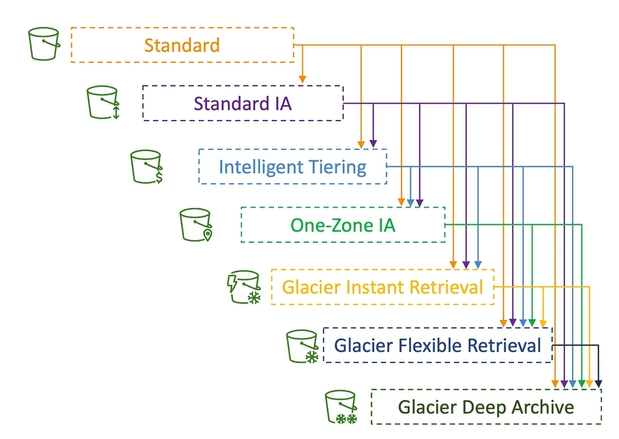 Standard
Standard IA
Intelligent Tiering
$
One-Zone IA
Glacier Instant Retrieval
Glacier Flexible Retrieval
Glacier Deep Archive